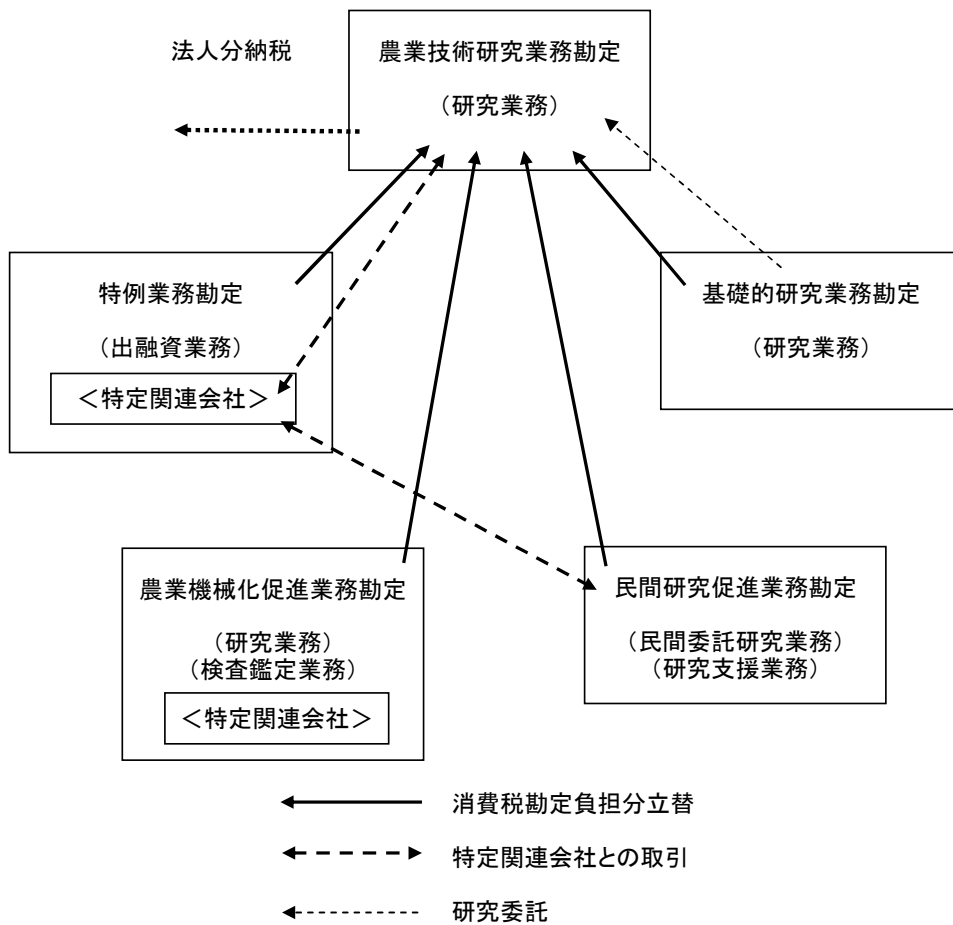 法人分納税
農業技術研究業務勘定
（研究業務）
特例業務勘定
（出融資業務）
＜特定関連会社＞
基礎的研究業務勘定
（研究業務）
農業機械化促進業務勘定
（研究業務）
（検査鑑定業務）
＜特定関連会社＞
民間研究促進業務勘定
（民間委託研究業務）
（研究支援業務）
消費税勘定負担分立替
特定関連会社との取引
研究委託